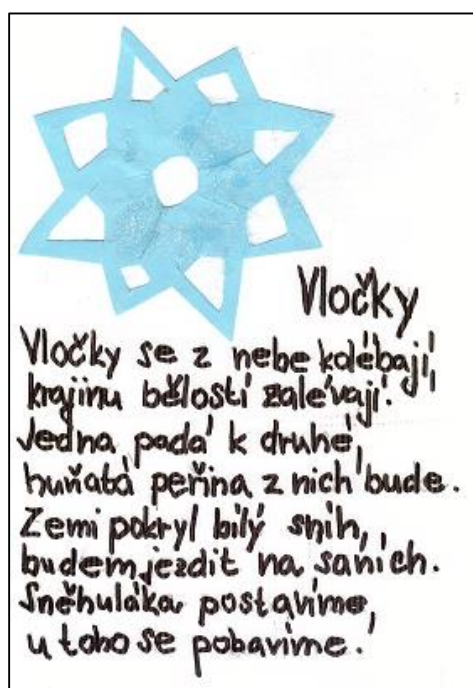 Vločky
Vločky se z nebe kolébají,
krajinu bělostí zalévají.
Jedna padá k druhé,
huňatá peřina z nich bude.
Zemi pokryl bílý sníh,
budem jezdit na saních.
Sněhuláka postavíme,
u toho se pobavíme.